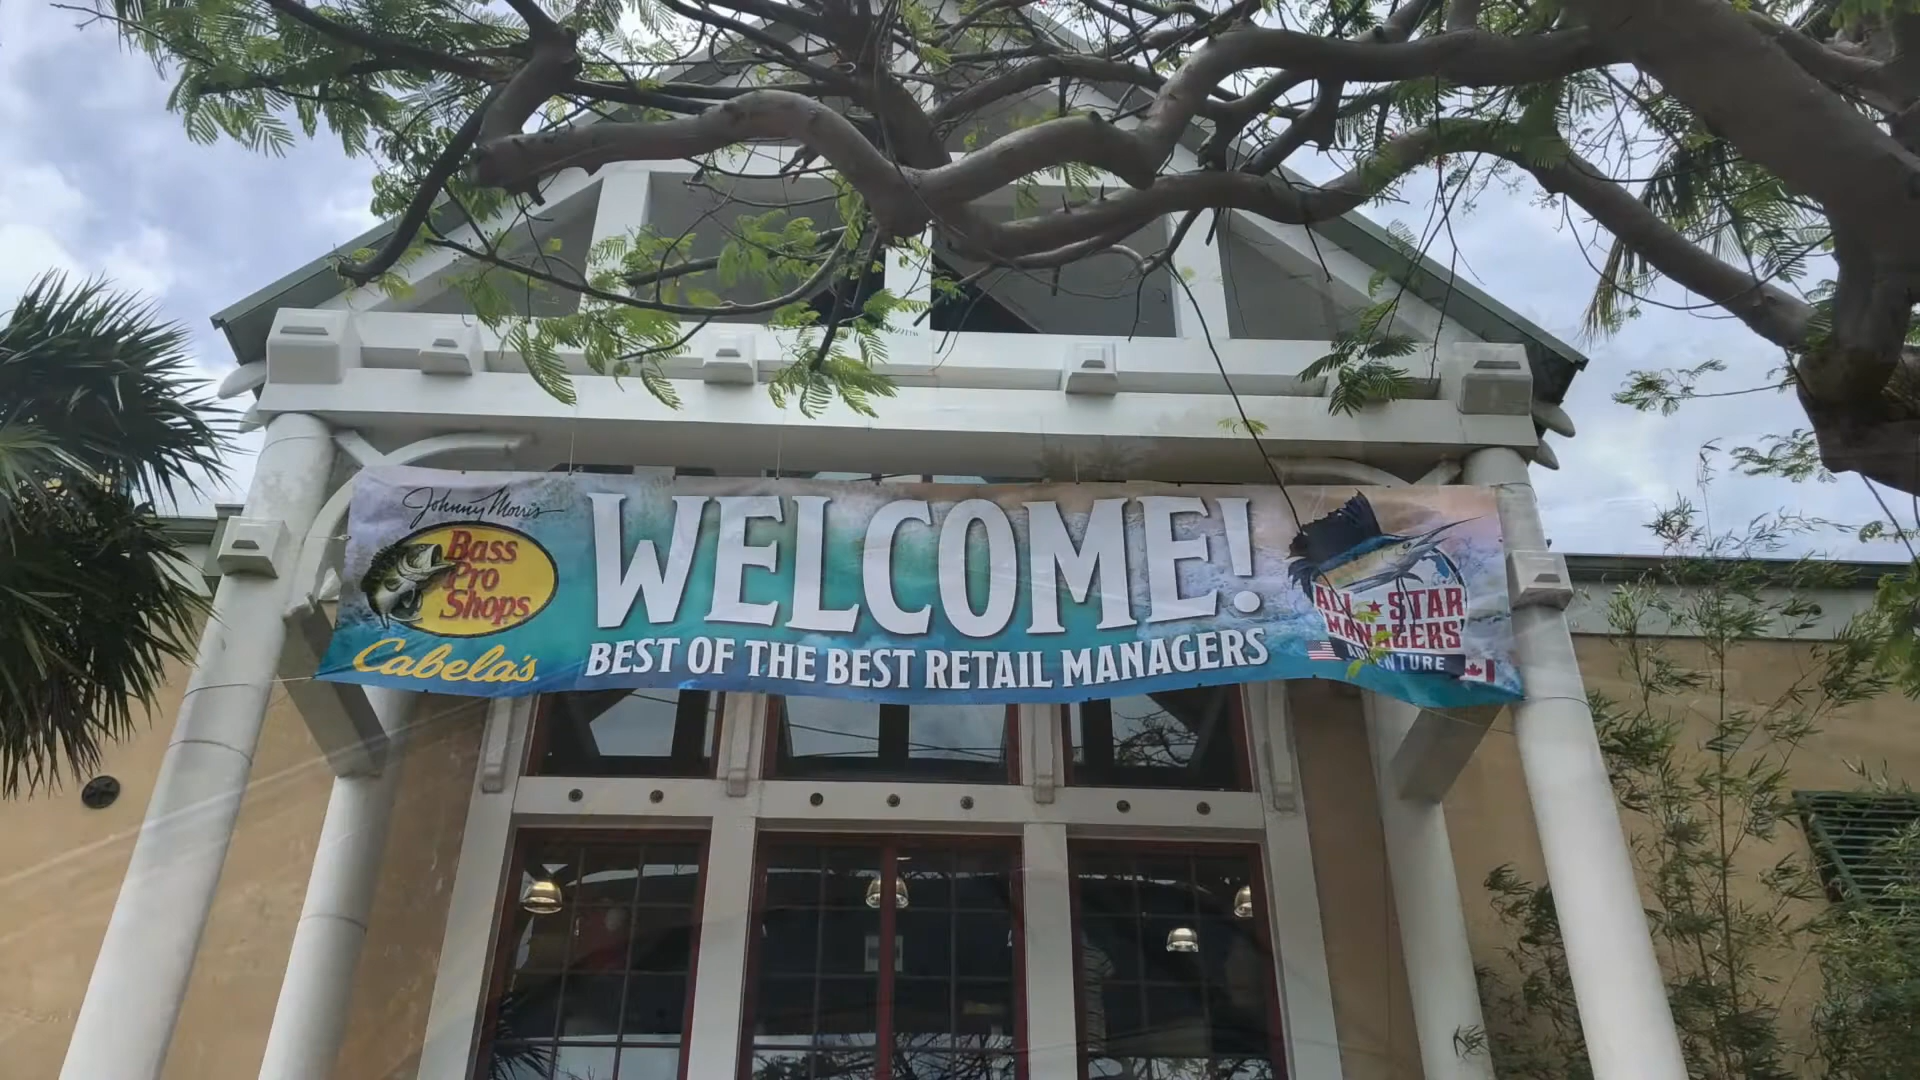 Johnny Morris
Bass
Pro
Shops
Cabela's
WELCOME!
BEST OF THE BEST RETAIL MANAGERS
ALL ★ STAR
MANAGERS'
ADVENTURE